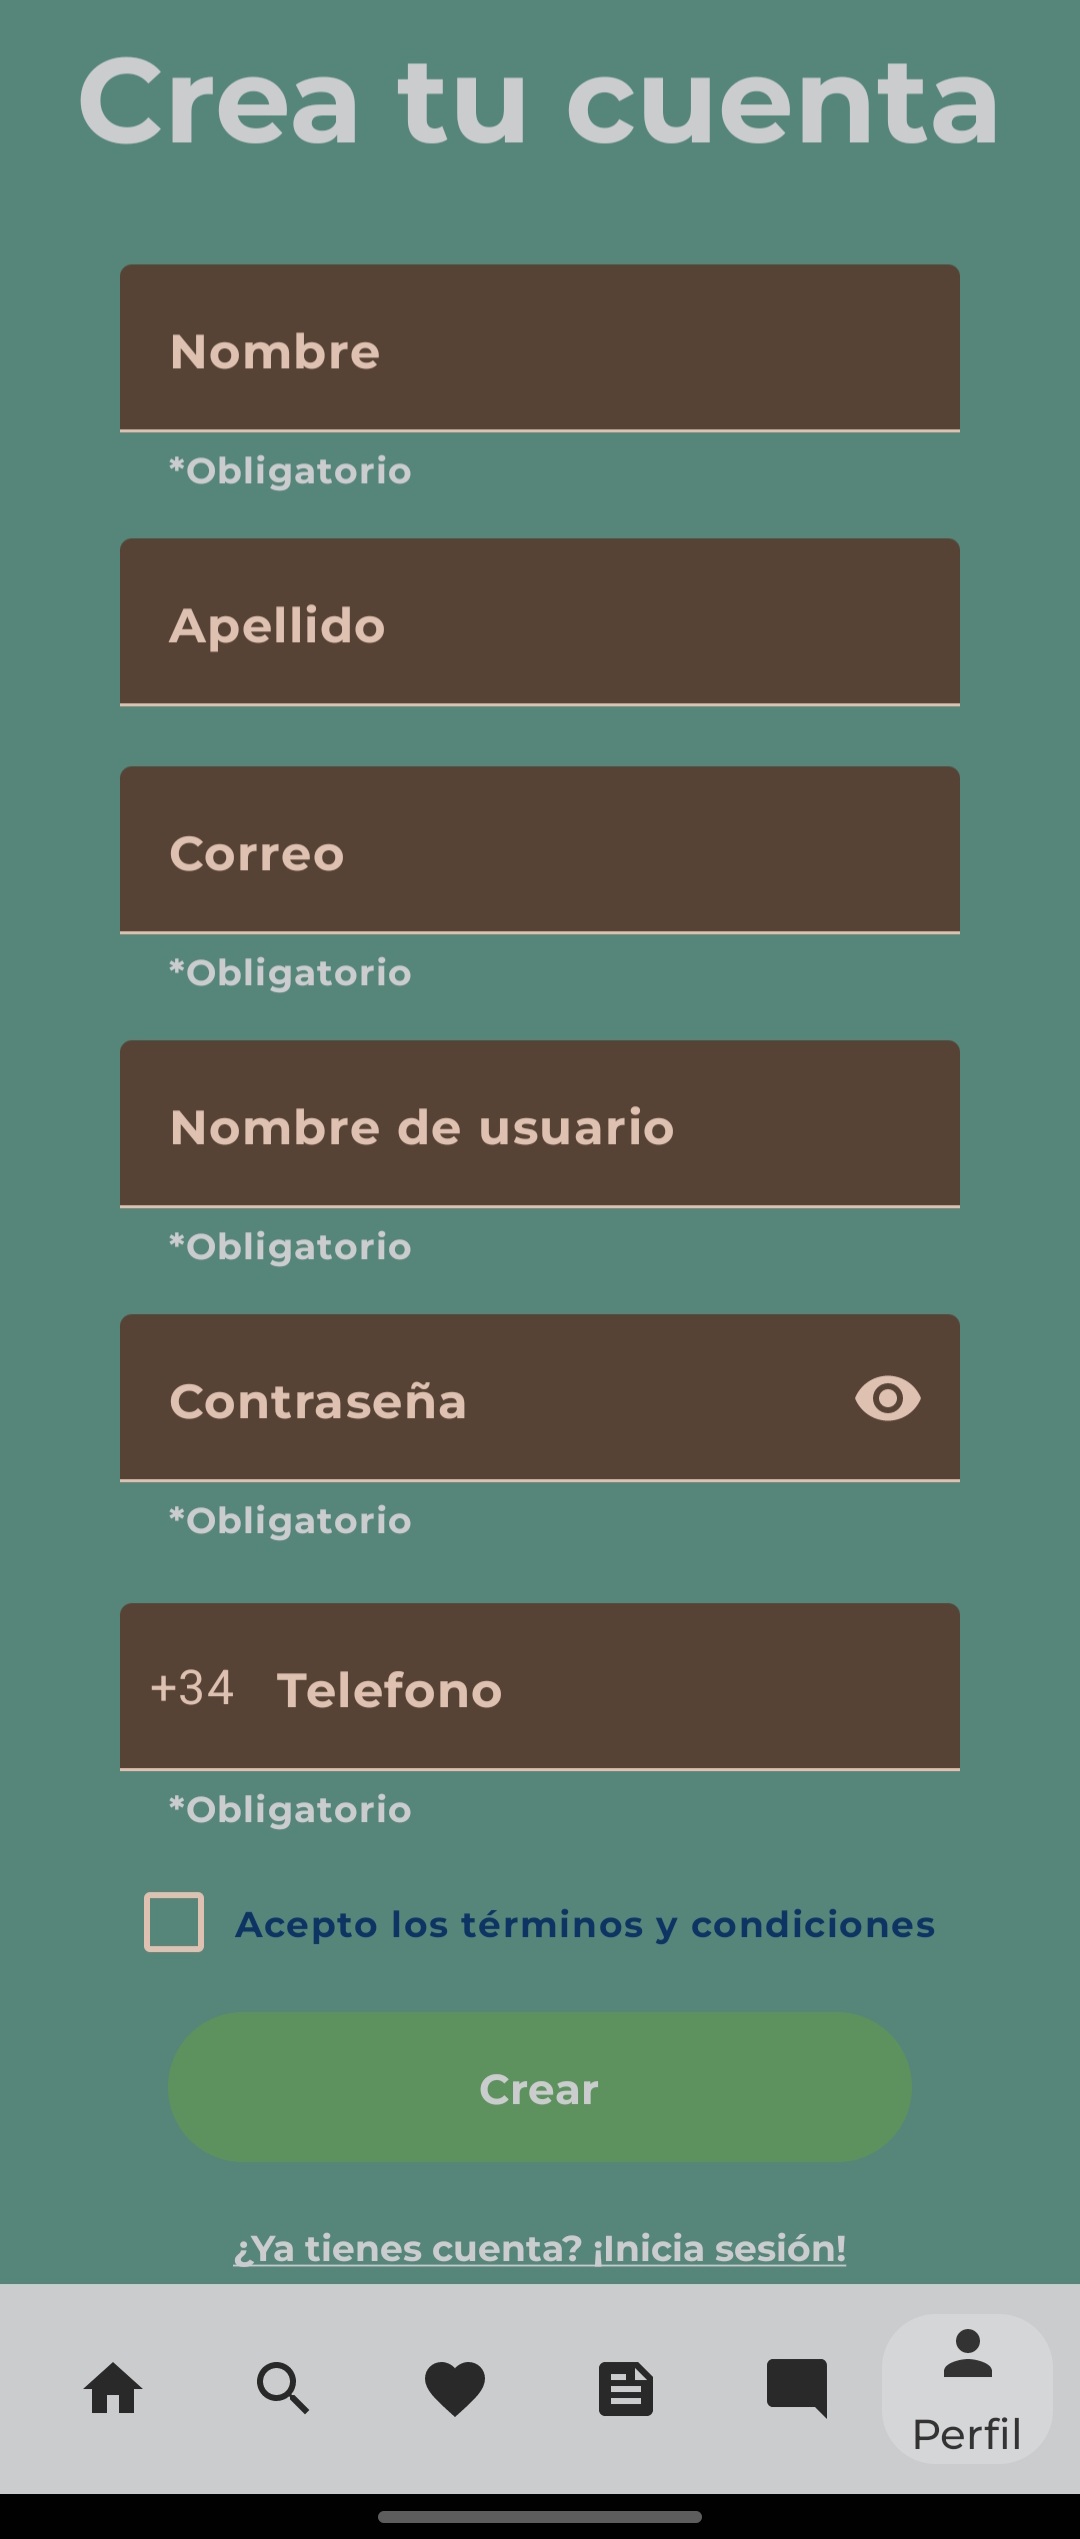 Crea tu cuenta
Nombre
*Obligatorio
Apellido
Correo
*Obligatorio
Nombre de usuario
*Obligatorio
Contraseña
*Obligatorio
+34 Telefono
*Obligatorio
Acepto los términos y condiciones
Crear
¿Ya tienes cuenta? ¡Inicia sesión!
Perfil